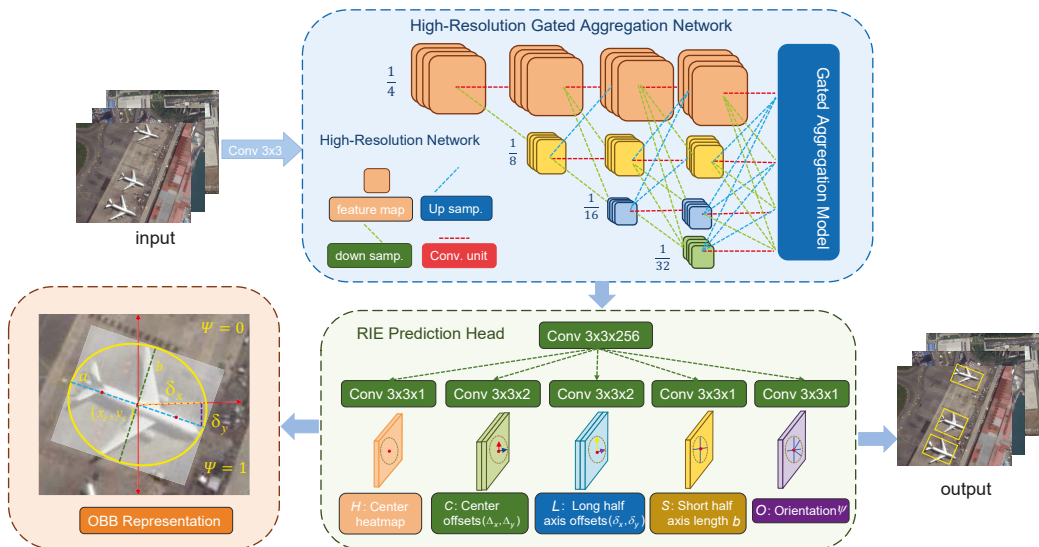 High-Resolution Gated Aggregation Network
1/4
1/8
1/16
1/32
Gated Aggregation Model
High-Resolution Network
feature map
Up samp.
down samp.
Conv. unit
Conv 3x3
input
RIE Prediction Head
Conv 3x3x256
Conv 3x3x1
Conv 3x3x2
Conv 3x3x2
Conv 3x3x1
Conv 3x3x1
H: Center
heatmap
C: Center
offsets(Δx, Δy)
L: Long half
axis offsets(δx, δy)
S: Short half
axis length b
O: Orientation Ψ
Ψ = 0
a
b
δx
(xc, yc)
δy
Ψ = 1
OBB Representation
output